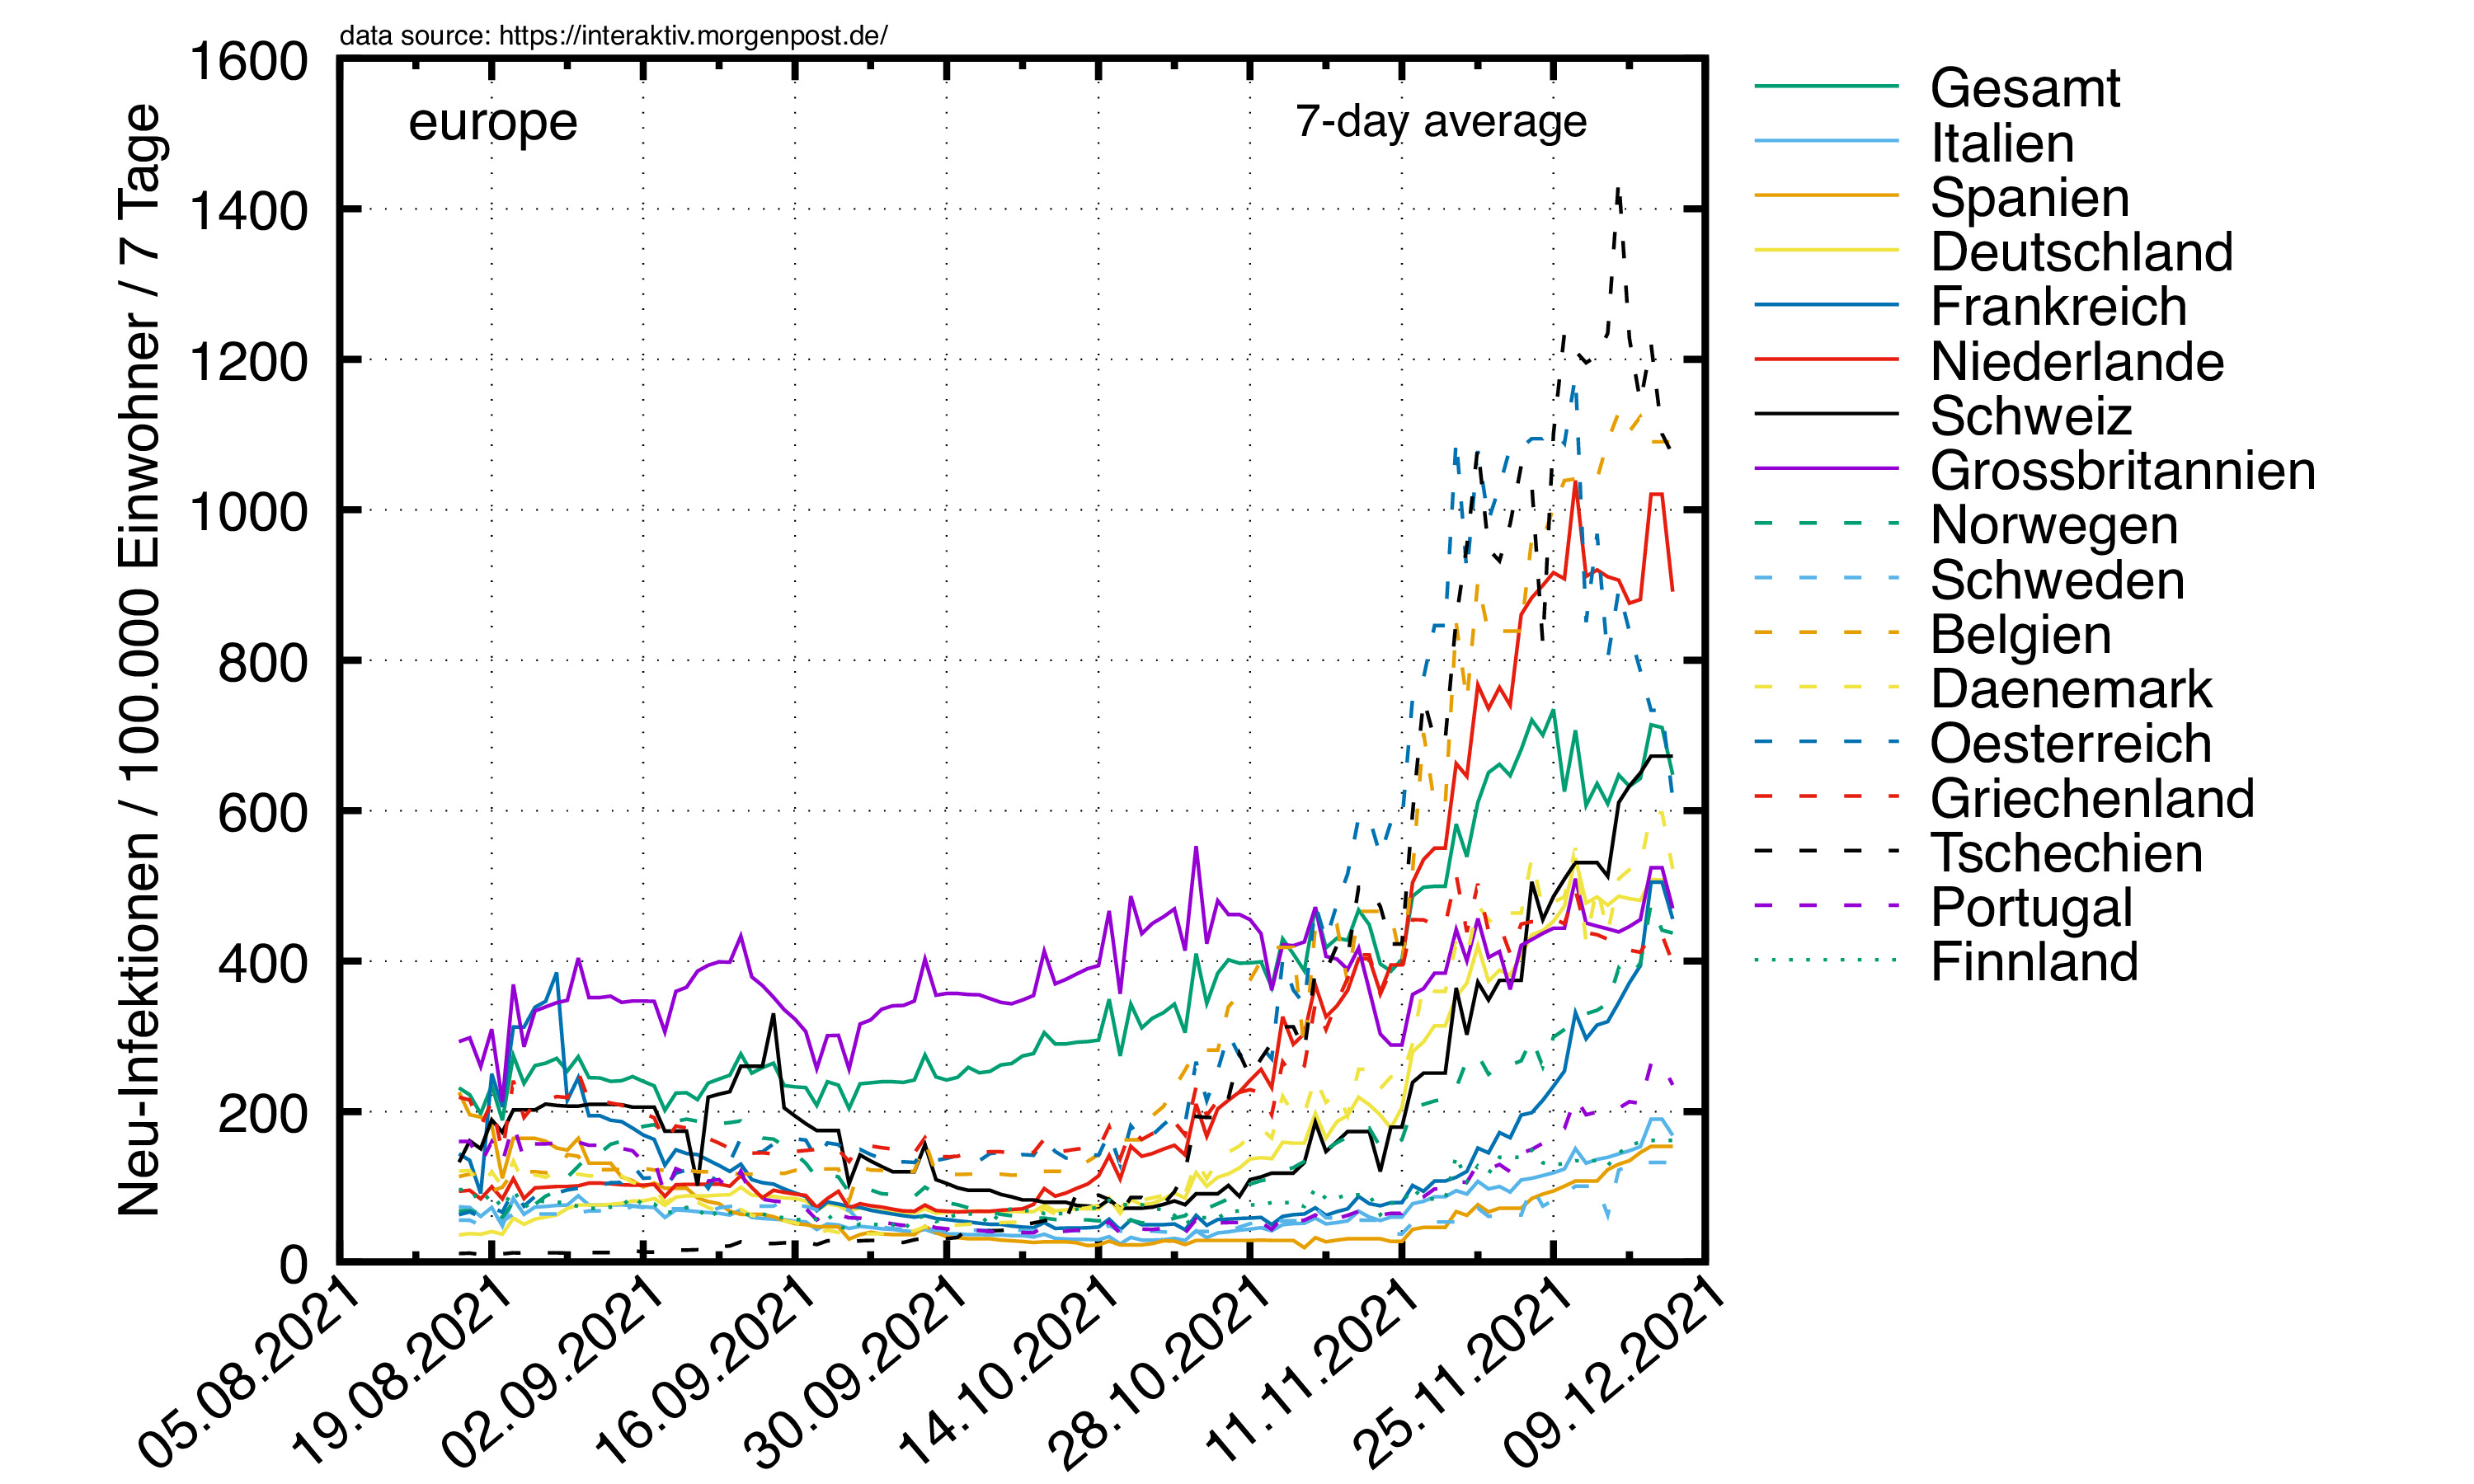 data source: https://interaktiv.morgenpost.de/
europe
7-day average
Neu-Infektionen / 100.000 Einwohner / 7 Tage
1600
1400
1200
1000
800
600
400
200
0
05.08.2021
19.08.2021
02.09.2021
16.09.2021
30.09.2021
14.10.2021
28.10.2021
11.11.2021
25.11.2021
09.12.2021
Gesamt
Italien
Spanien
Deutschland
Frankreich
Niederlande
Schweiz
Grossbritannien
Norwegen
Schweden
Belgien
Daenemark
Oesterreich
Griechenland
Tschechien
Portugal
Finnland